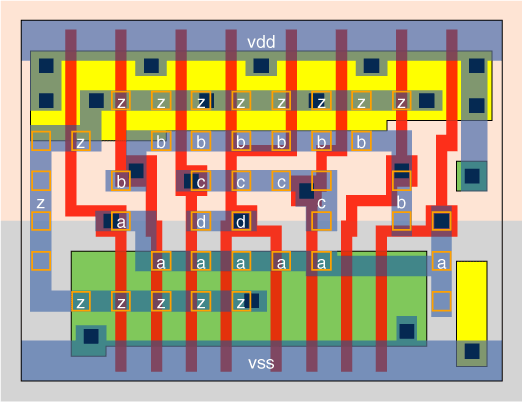 vdd
z z z z z z z z
z b b b b b b
b c c c b
z c
a d d
a a a a a a
z z z z z
vss